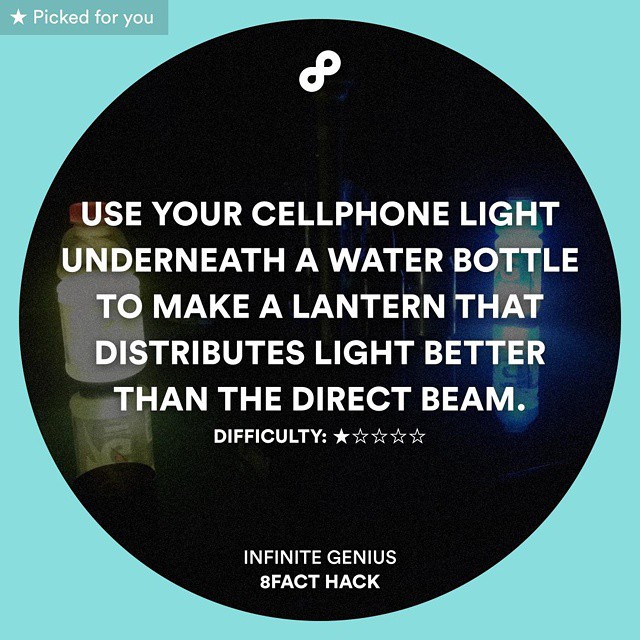 ★ Picked for you
USE YOUR CELLPHONE LIGHT
UNDERNEATH A WATER BOTTLE
TO MAKE A LANTERN THAT
DISTRIBUTES LIGHT BETTER
THAN THE DIRECT BEAM.
DIFFICULTY: ★☆☆☆☆
INFINITE GENIUS
8FACT HACK